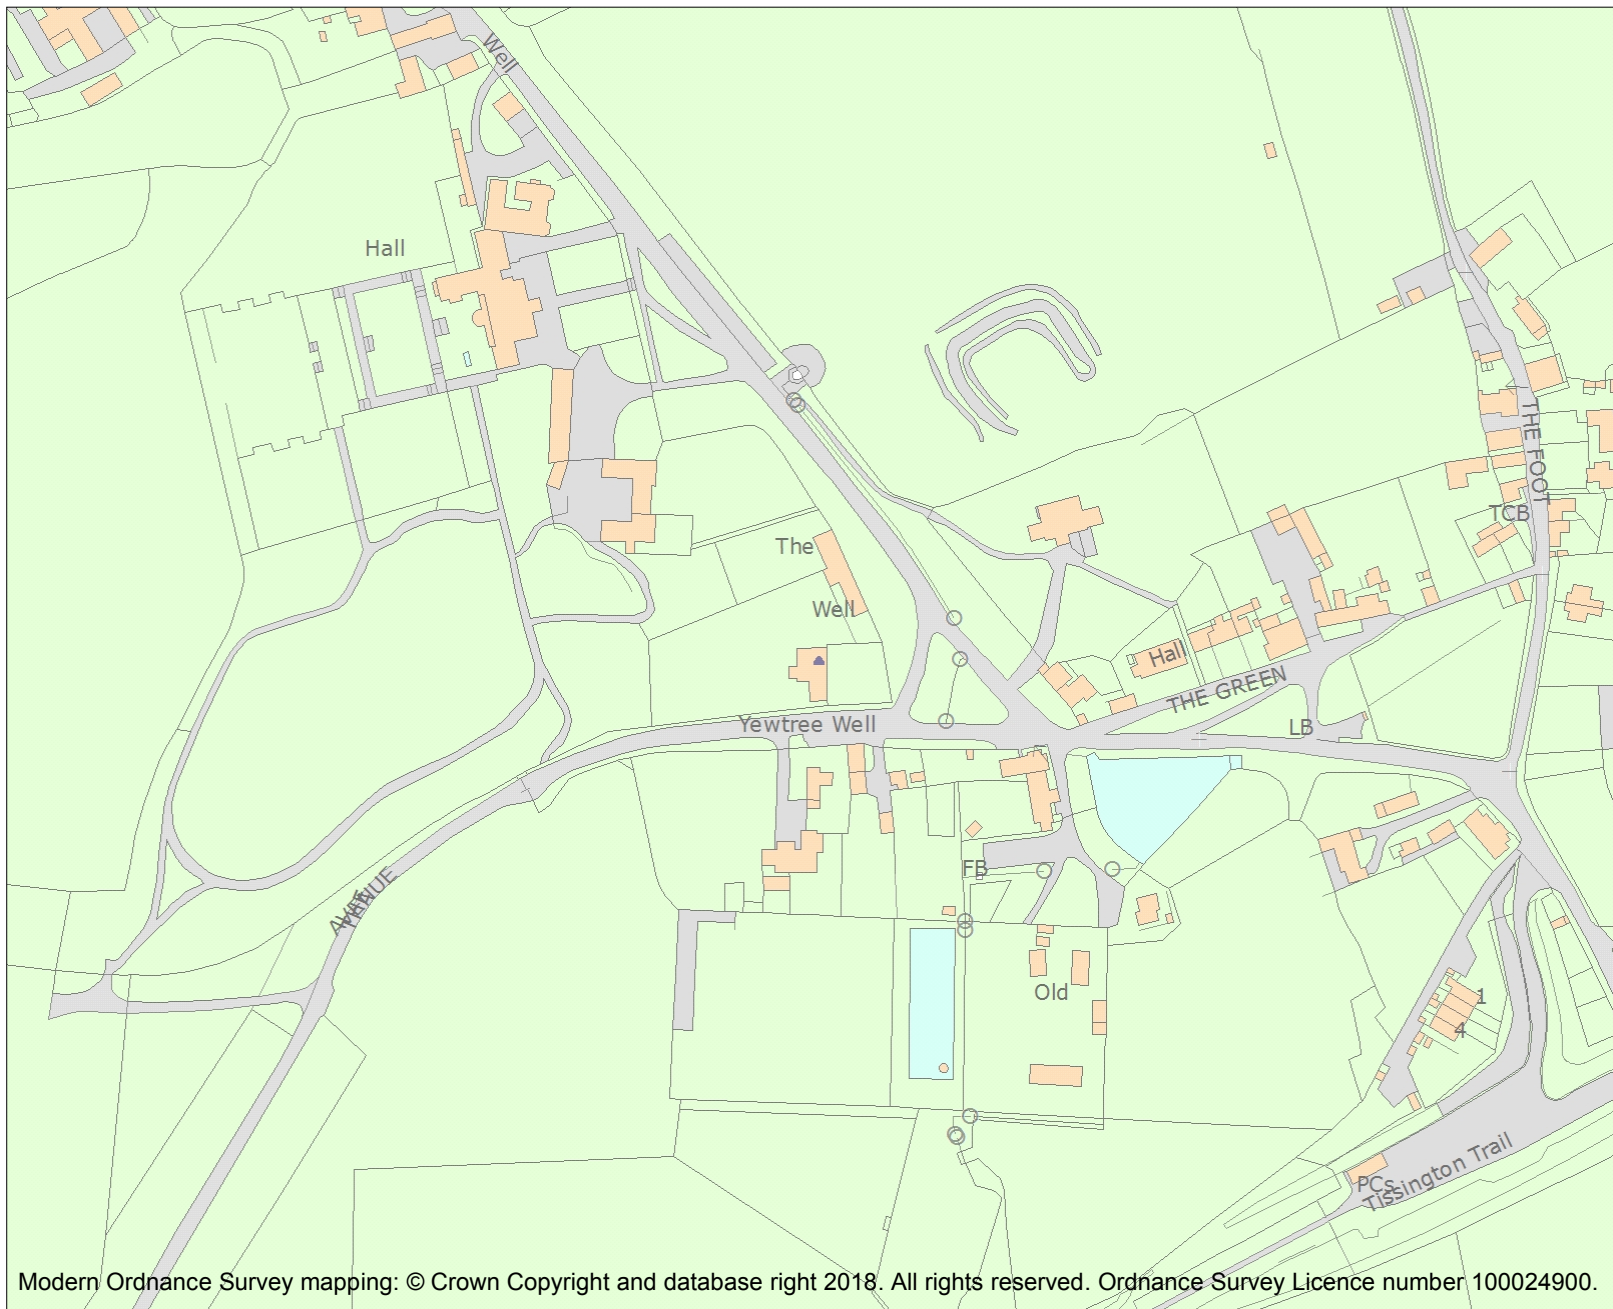 Well
Hall
THE FOOT
TCB
The
Well
Hall
THE GREEN
Yewtree Well
LB
FB
AVENUE
Old
1
4
Tissington Trail
PCs
Modern Ordnance Survey mapping: © Crown Copyright and database right 2018. All rights reserved. Ordnance Survey Licence number 100024900.